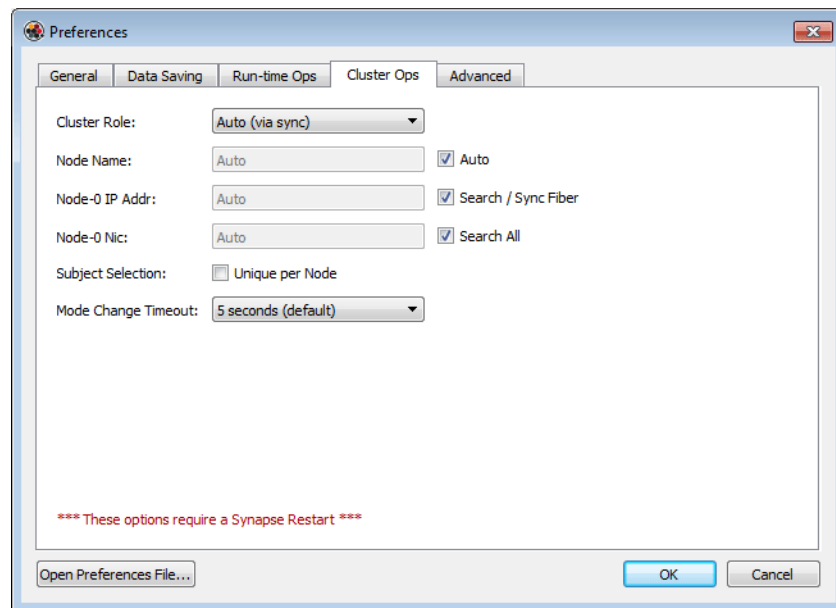 Preferences
General Data Saving Run-time Ops Cluster Ops Advanced
Cluster Role: Auto (via sync)
Node Name: Auto Auto
Node-0 IP Addr: Auto Search / Sync Fiber
Node-0 Nic: Auto Search All
Subject Selection: Unique per Node
Mode Change Timeout: 5 seconds (default)
*** These options require a Synapse Restart ***
Open Preferences File... OK Cancel